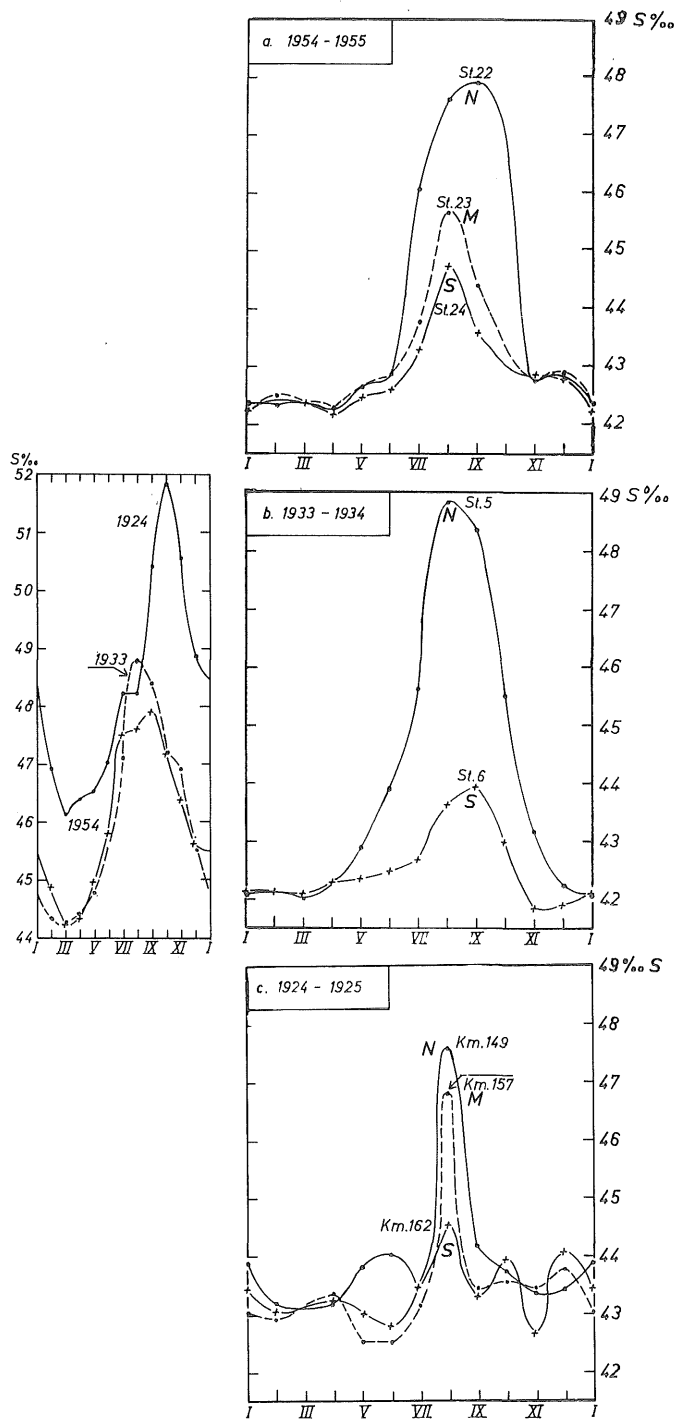 49 S‰
a. 1954 - 1955
48
St.22
N
47
46
St.23
M
45
S
St.24
44
43
42
I III V VII IX XI I
S‰
52
1924
51
50
49
1933
48
47
1954
46
45
44
I III V VII IX XI I
49 S‰
b. 1933 - 1934
N St.5
48
47
46
45
St.6
S
44
43
42
I III V VII. IX XI I
49 ‰ S
c. 1924 - 1925
48
N Km.149
47
Km.157
M
46
45
Km.162
S
44
43
42
I III V VII. IX XI I